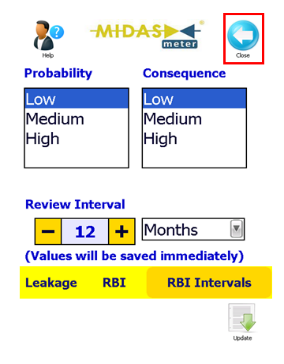 MIDAS
meter
Help
Close
Probability
Consequence
Low
Medium
High
Low
Medium
High
Review Interval
− 12 + Months
(Values will be saved immediately)
Leakage RBI RBI Intervals
Update